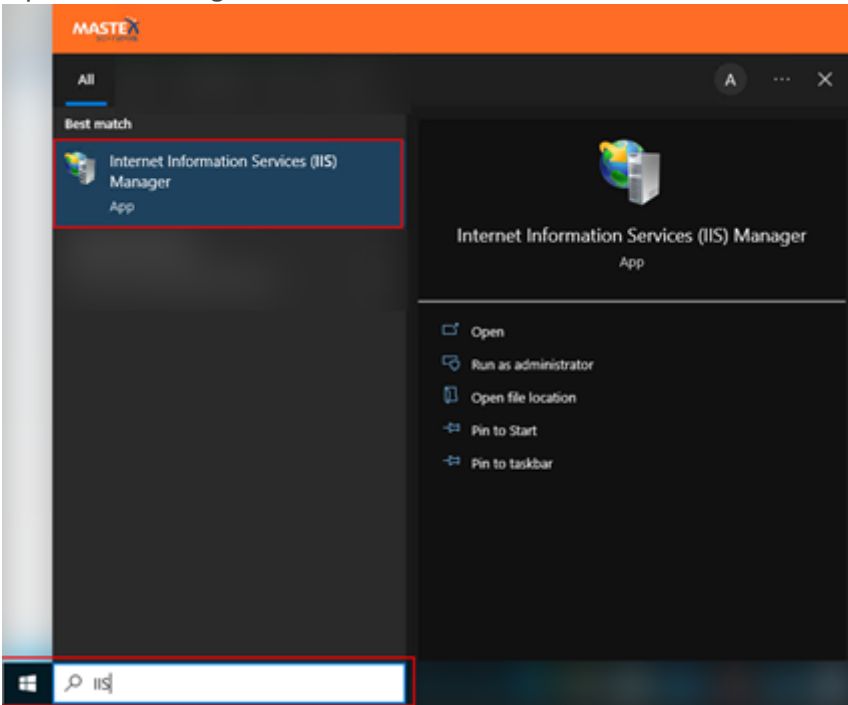 MASTEX
All
A
Best match
Internet Information Services (IIS)
Manager
App
Internet Information Services (IIS) Manager
App
Open
Run as administrator
Open file location
Pin to Start
Pin to taskbar
IIS